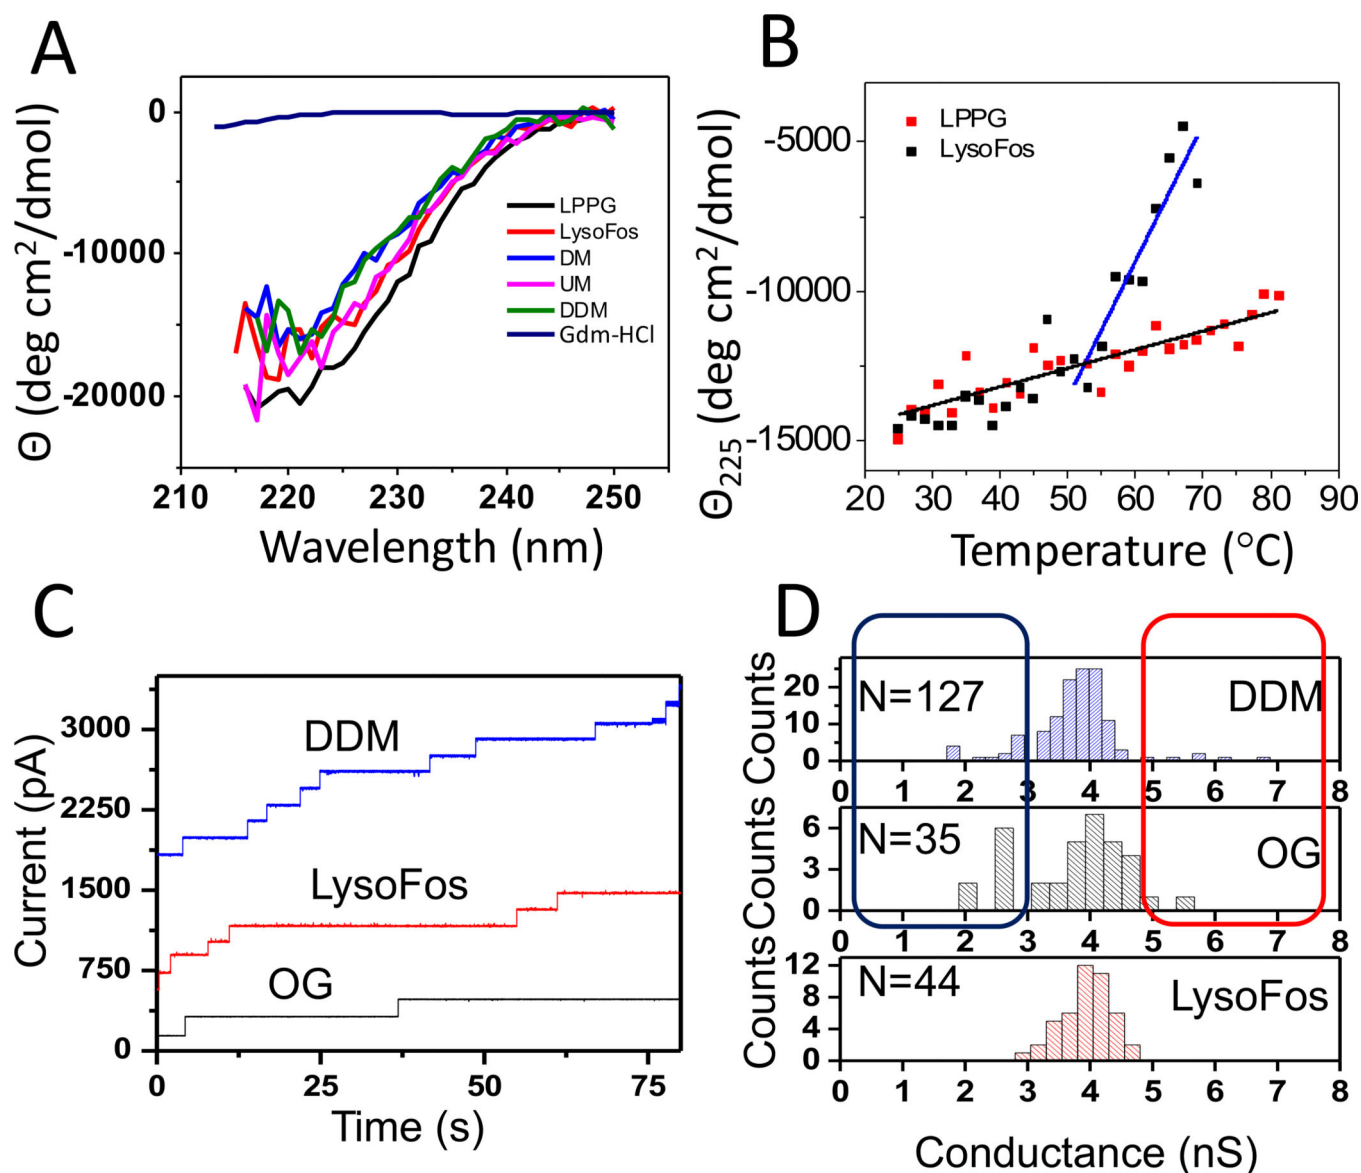 A
Θ (deg cm²/dmol)
0
-10000
-20000
LPPG
LysoFos
DM
UM
DDM
Gdm-HCl
210 220 230 240 250
Wavelength (nm)
B
Θ₂₂₅ (deg cm²/dmol)
-5000
-10000
-15000
LPPG
LysoFos
20 30 40 50 60 70 80 90
Temperature (°C)
C
Current (pA)
3000
2250
1500
750
0
DDM
LysoFos
OG
0 25 50 75
Time (s)
D
Counts
20
10
0
N=127
DDM
0 1 2 3 4 5 6 7 8
Counts
6
3
0
N=35
OG
0 1 2 3 4 5 6 7 8
Counts
12
8
4
0
N=44
LysoFos
0 1 2 3 4 5 6 7 8
Conductance (nS)